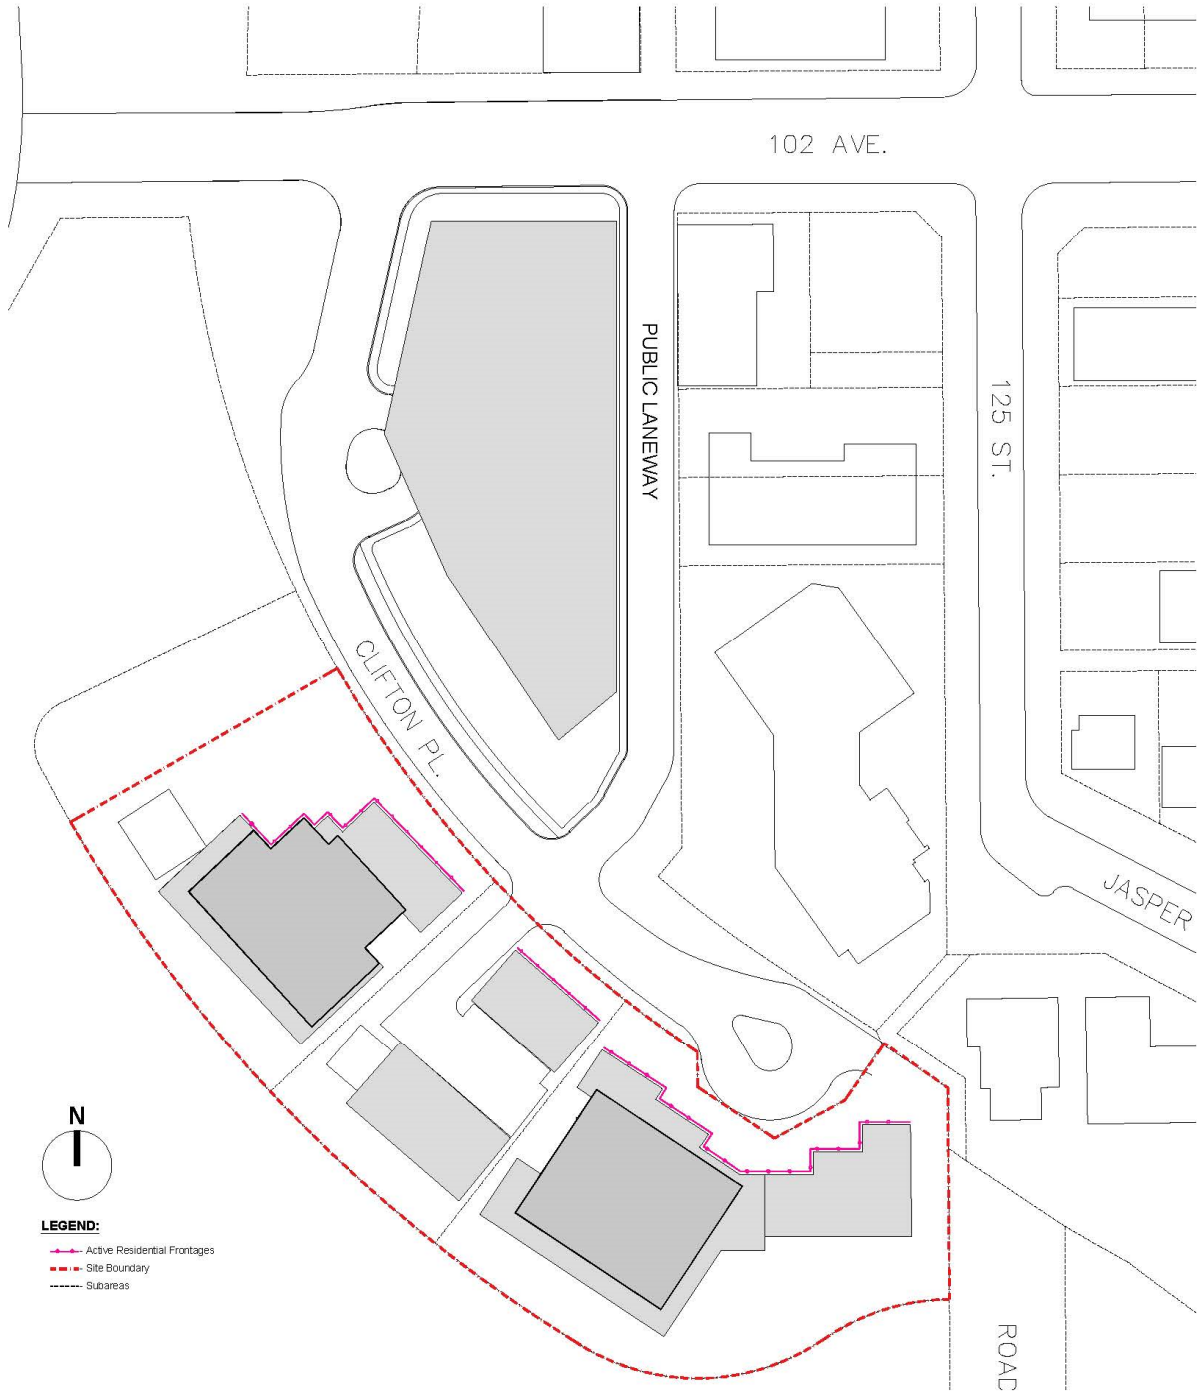 102 AVE.
PUBLIC LANEWAY
125 ST.
CLIFTON PL.
JASPER
N
LEGEND:
Active Residential Frontages
Site Boundary
Subareas
ROAD